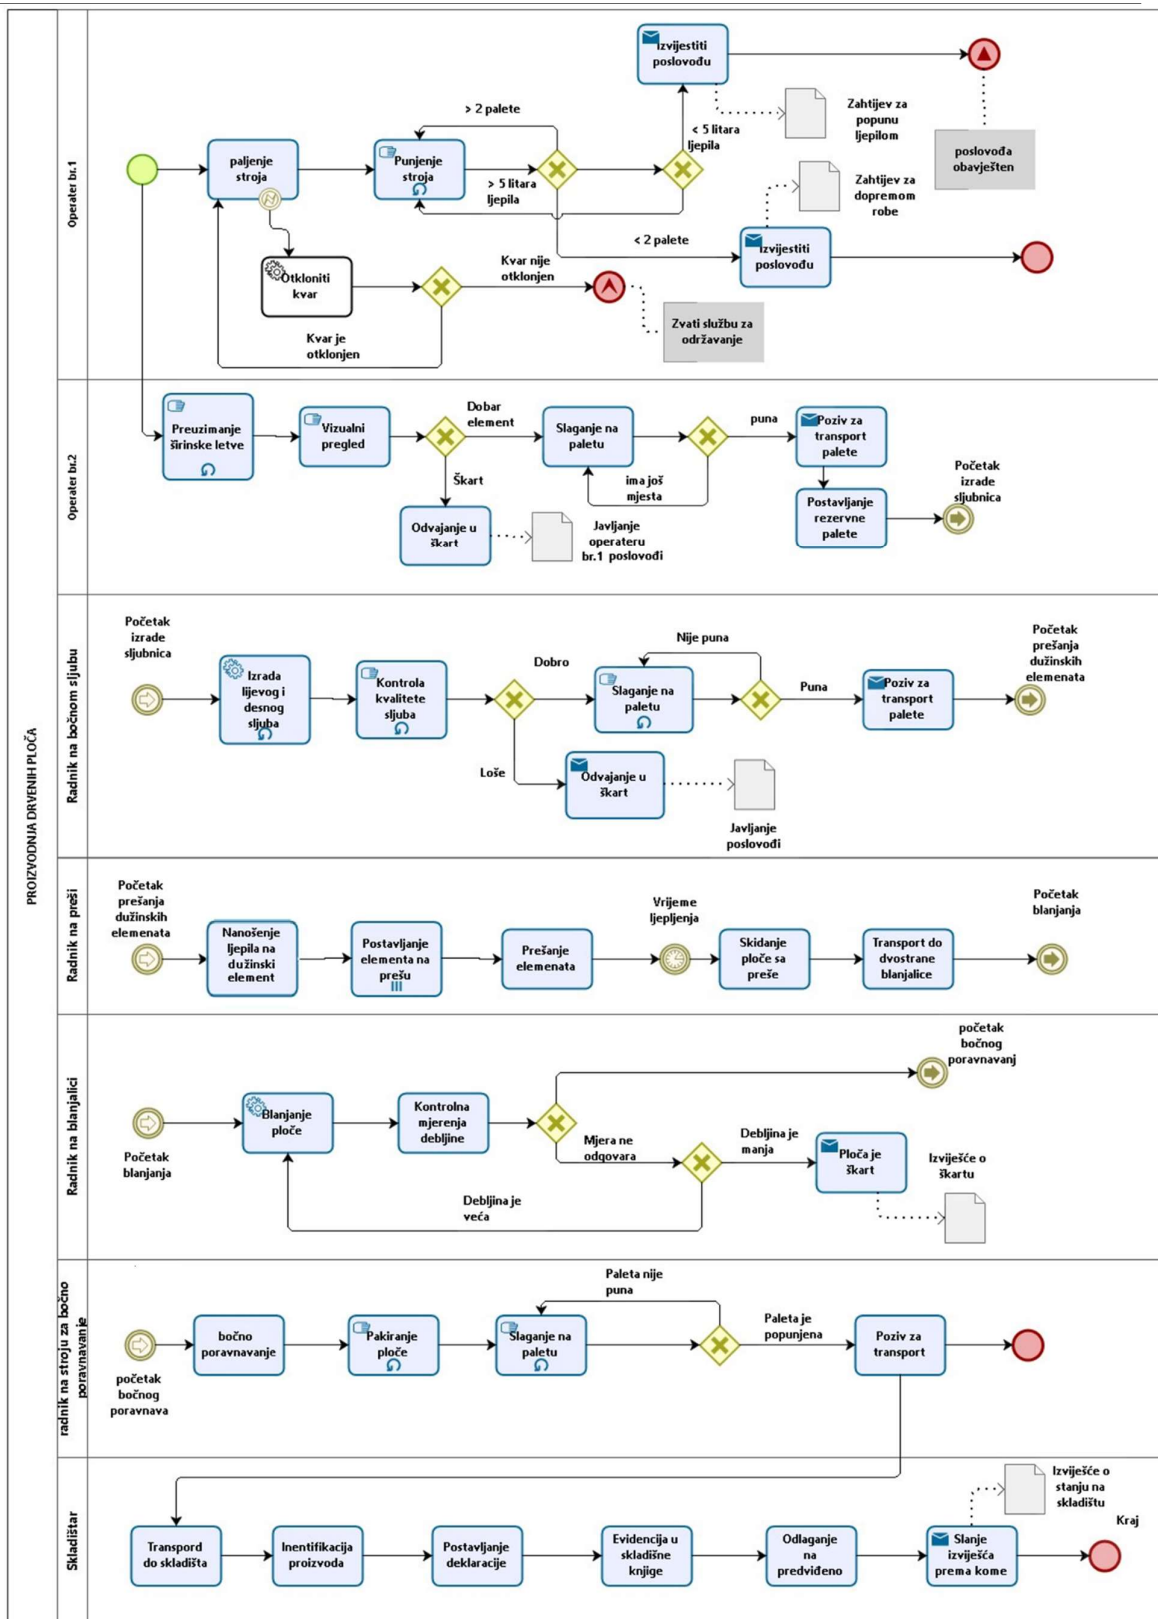 PROIZVODNJA DRVENIH PLOČA
Operater br.1
Izvijestiti
poslovođu
> 2 palete
< 5 litara
ljepila
Zahtijev za
popunu
ljepilom
poslovođa
obavješten
paljenje
stroja
Punjenje
stroja
> 5 litara
ljepila
Zahtijev za
dopremom
robe
< 2 palete
Izvijestiti
poslovođu
Otkloniti
kvar
Kvar nije
otklonjen
Zvati službu za
održavanje
Kvar je
otklonjen
Operater br.2
Preuzimanje
širinske letve
Vizualni
pregled
Dobar
element
Slaganje na
paletu
puna
Poziv za
transport
palete
Škart
ima još
mjesta
Početak
izrade
sljubnica
Odvajanje u
škart
Javljanje
operateru
br.1 poslovođi
Postavljanje
rezervne
palete
Radnik na bočnom sljubu
Početak
izrade
sljubnica
Izrada
lijevog i
desnog
sljuba
Kontrola
kvalitete
sljuba
Dobro
Nije puna
Slaganje na
paletu
Puna
Poziv za
transport
palete
Početak
prešanja
dužinskih
elemenata
Loše
Odvajanje u
škart
Javljanje
poslovođi
Radnik na preši
Početak
prešanja
dužinskih
elemenata
Nanošenje
ljepila na
dužinski
element
Postavljanje
elementa na
prešu
Prešanje
elemenata
Vrijeme
ljepljenja
Skidanje
ploče sa
preše
Transport do
dvostrane
blanjalice
Početak
blanjanja
Radnik na blanjalici
početak
bočnog
poravnavanj
Početak
blanjanja
Blanjanje
ploče
Kontrolna
mjerenja
debljine
Mjera ne
odgovara
Debljina je
manja
Ploča je
škart
Izviješće o
škartu
Debljina je
veća
radnik na stroju za bočno
poravnavanje
Paleta nije
puna
početak
bočnog
poravnava
bočno
poravnavanje
Pakiranje
ploče
Slaganje na
paletu
Paleta je
popunjena
Poziv za
transport
Skladištar
Transpord
do skladišta
Inentifikacija
proizvoda
Postavljanje
deklaracije
Evidencija u
skladišne
knjige
Odlaganje
na
predviđeno
Slanje
izviješća
prema kome
Izviješće o
stanju na
skladištu
Kraj